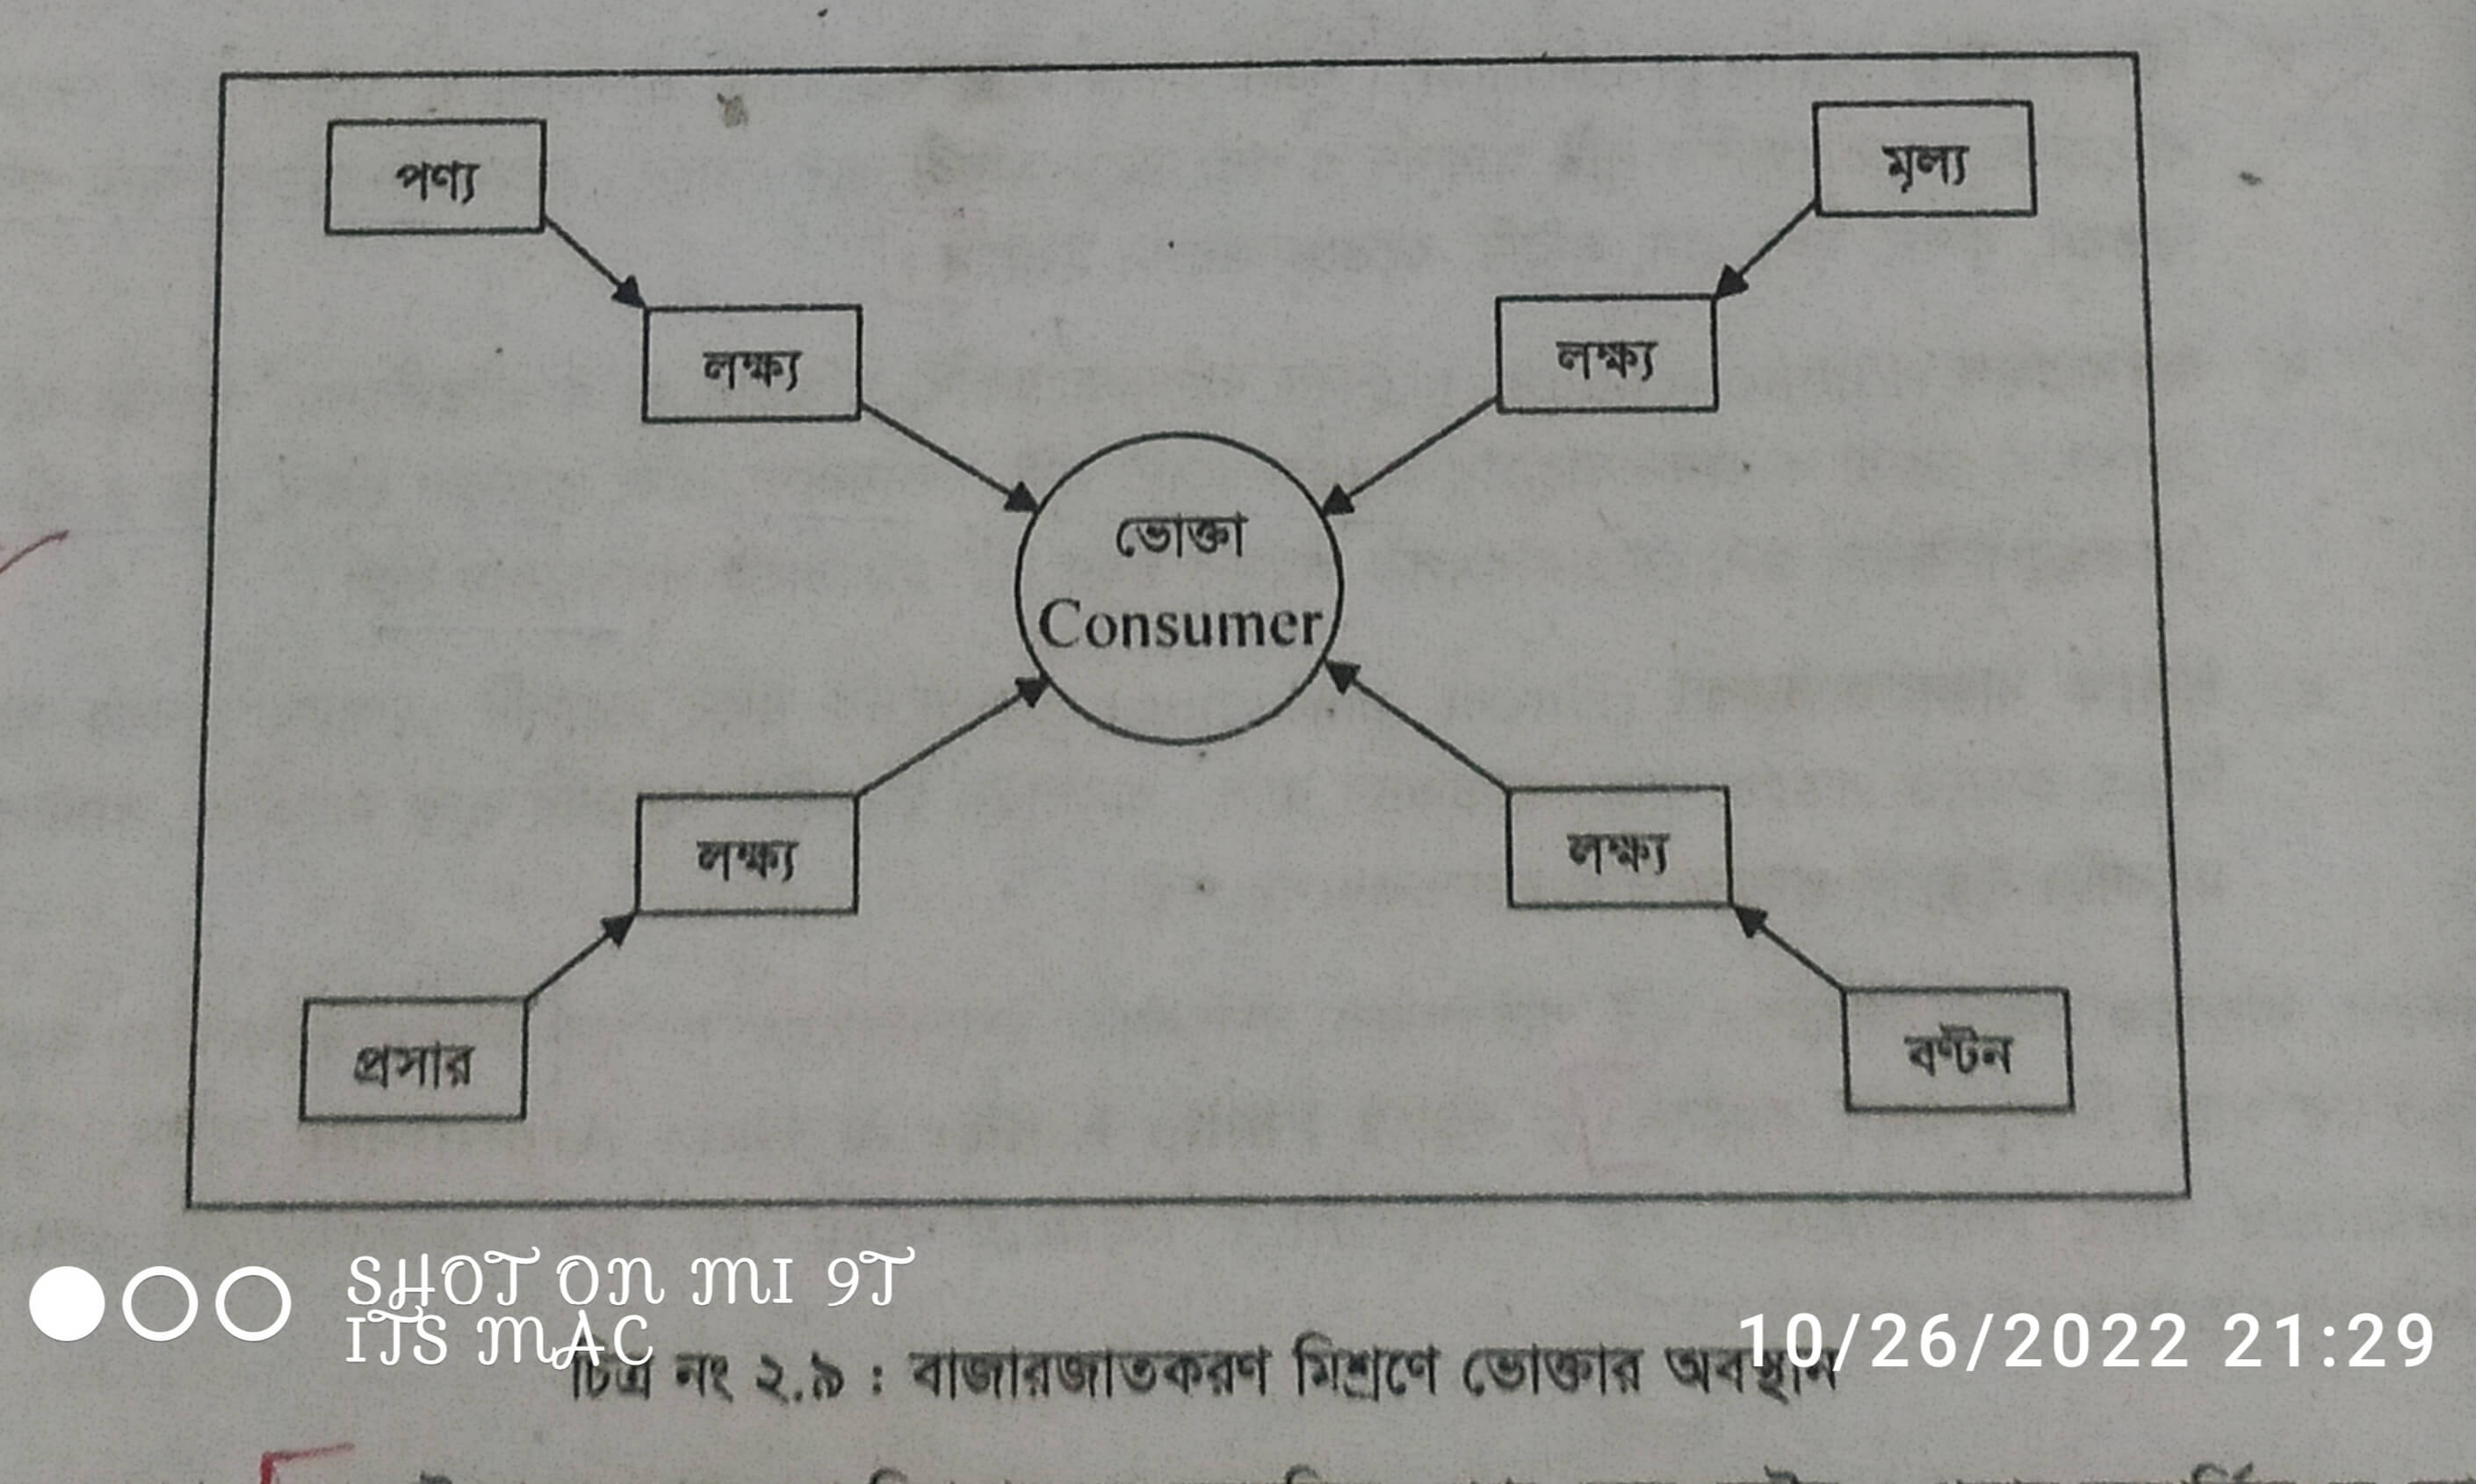 পণ্য
মূল্য
লক্ষ্য
লক্ষ্য
ভোক্তা
Consumer
লক্ষ্য
লক্ষ্য
প্রসার
বণ্টন
SHOT ON MI 9T
ITS MAC
10/26/2022 21:29
চিত্র নং ২.৯ : বাজারজাতকরণ মিশ্রণে ভোক্তার অবস্থান